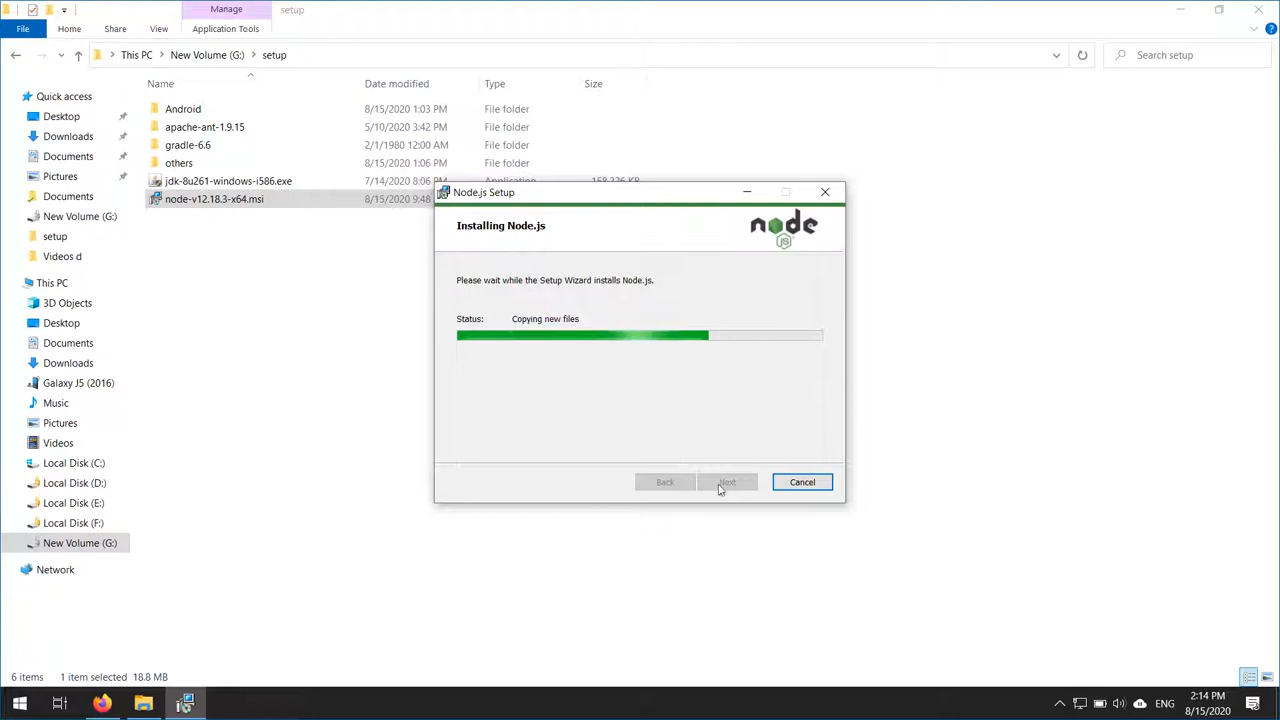 Manage
setup
File
Home
Share
View
Application Tools
This PC
New Volume (G:)
setup
Search setup
Name
Date modified
Type
Size
Quick access
Desktop
Downloads
Documents
Pictures
Documents
New Volume (G:)
setup
Videos d
This PC
3D Objects
Desktop
Documents
Downloads
Galaxy J5 (2016)
Music
Pictures
Videos
Local Disk (C:)
Local Disk (D:)
Local Disk (E:)
Local Disk (F:)
New Volume (G:)
Network
Android 8/15/2020 1:03 PM File folder
apache-ant-1.9.15 5/10/2020 3:42 PM File folder
gradle-6.6 2/1/1980 12:00 AM File folder
others 8/15/2020 1:06 PM File folder
jdk-8u261-windows-i586.exe 7/14/2020 8:06 PM Application
node-v12.18.3-x64.msi 8/15/2020 9:48
Node.js Setup
Installing Node.js
node
JS
Please wait while the Setup Wizard installs Node.js.
Status: Copying new files
Back
Next
Cancel
6 items 1 item selected 18.8 MB
ENG
2:14 PM
8/15/2020